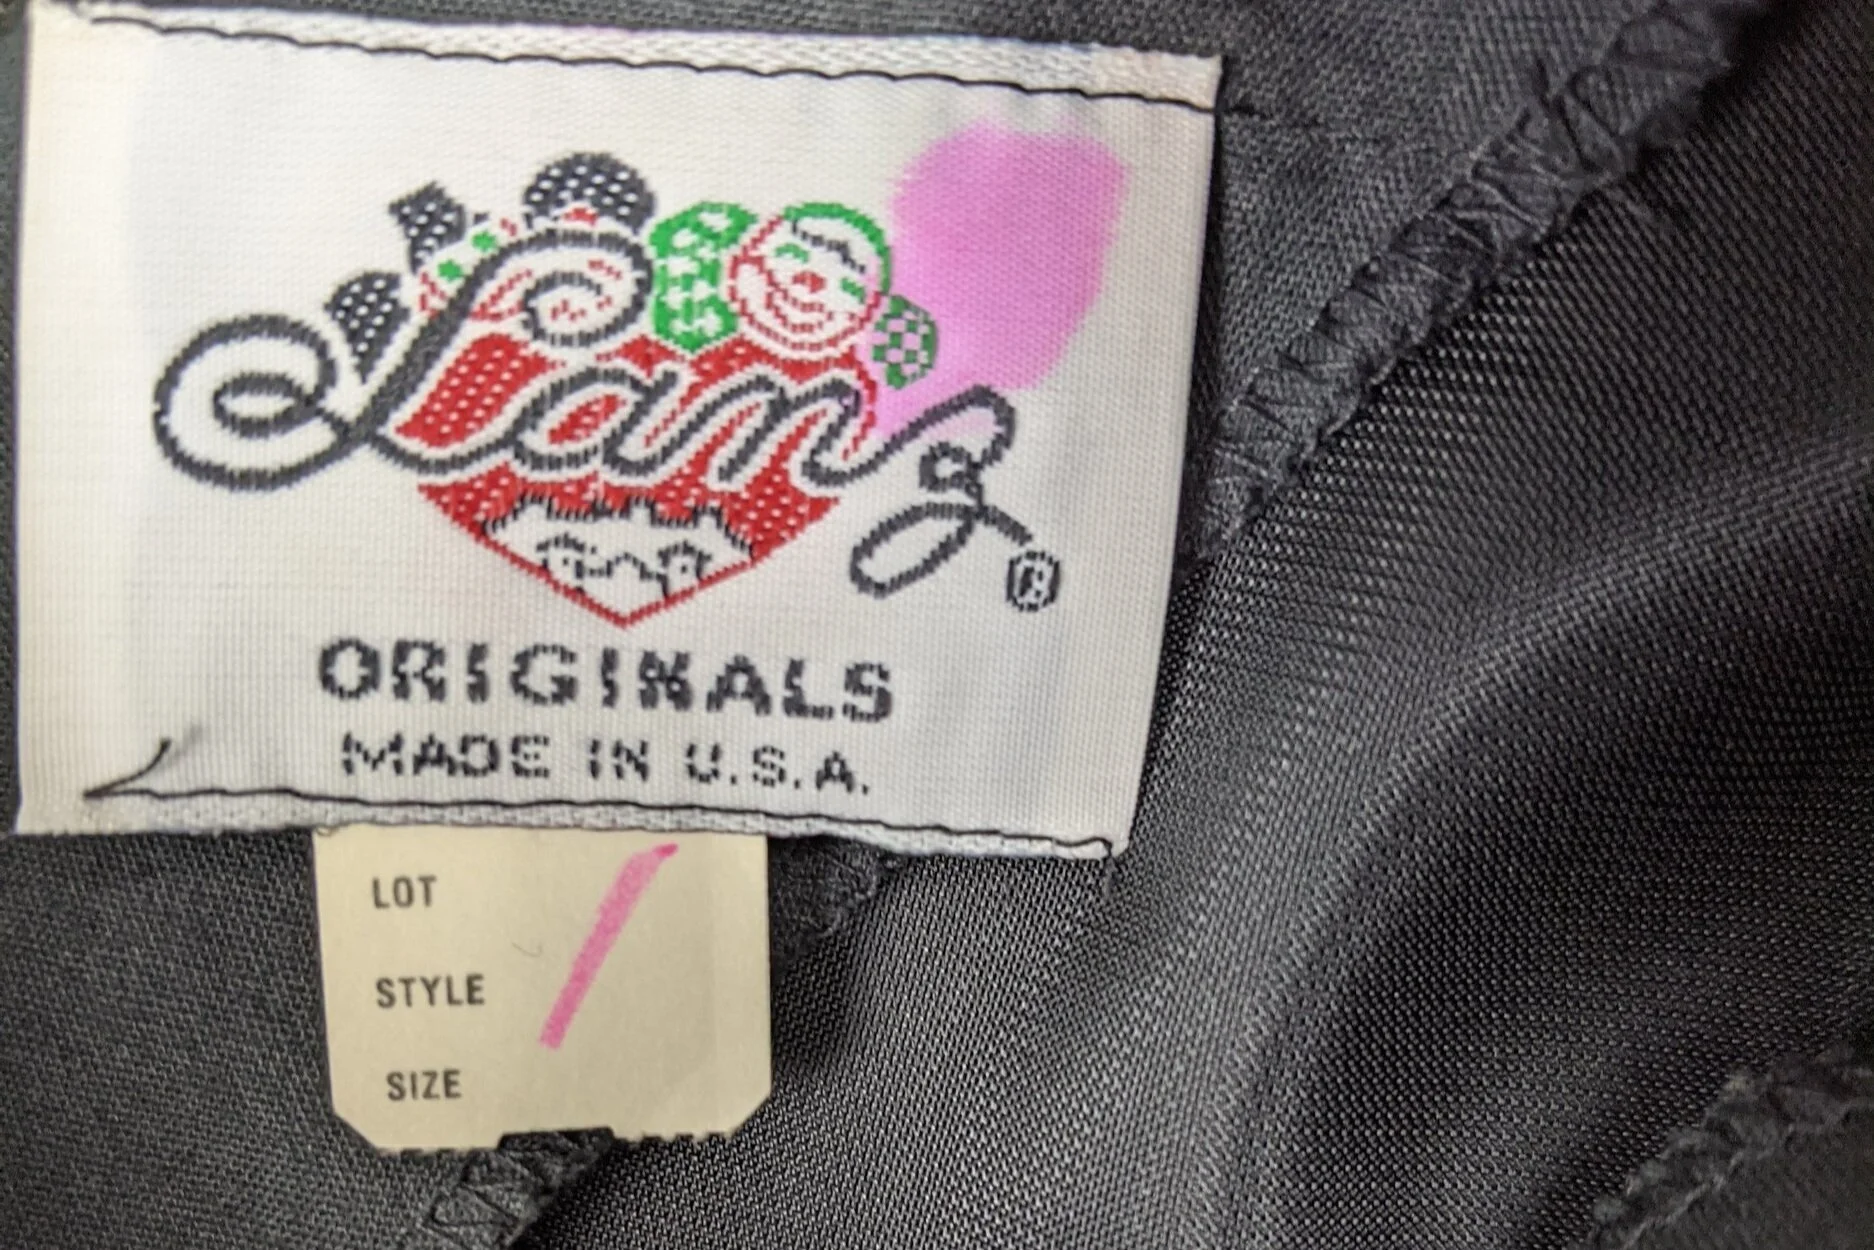 Lanz ®
ORIGINALS
MADE IN U.S.A.
LOT
STYLE
SIZE